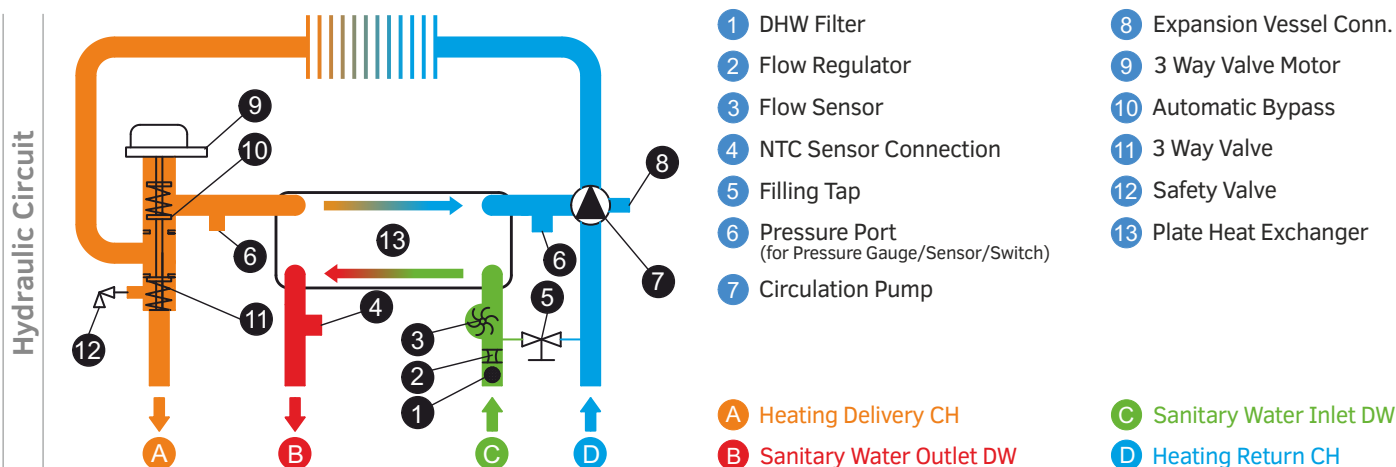 Hydraulic Circuit
9
10
8
6
13
6
7
11
4
3
5
12
2
1
A
B
C
D
1 DHW Filter
2 Flow Regulator
3 Flow Sensor
4 NTC Sensor Connection
5 Filling Tap
6 Pressure Port
(for Pressure Gauge/Sensor/Switch)
7 Circulation Pump
8 Expansion Vessel Conn.
9 3 Way Valve Motor
10 Automatic Bypass
11 3 Way Valve
12 Safety Valve
13 Plate Heat Exchanger
A Heating Delivery CH
B Sanitary Water Outlet DW
C Sanitary Water Inlet DW
D Heating Return CH